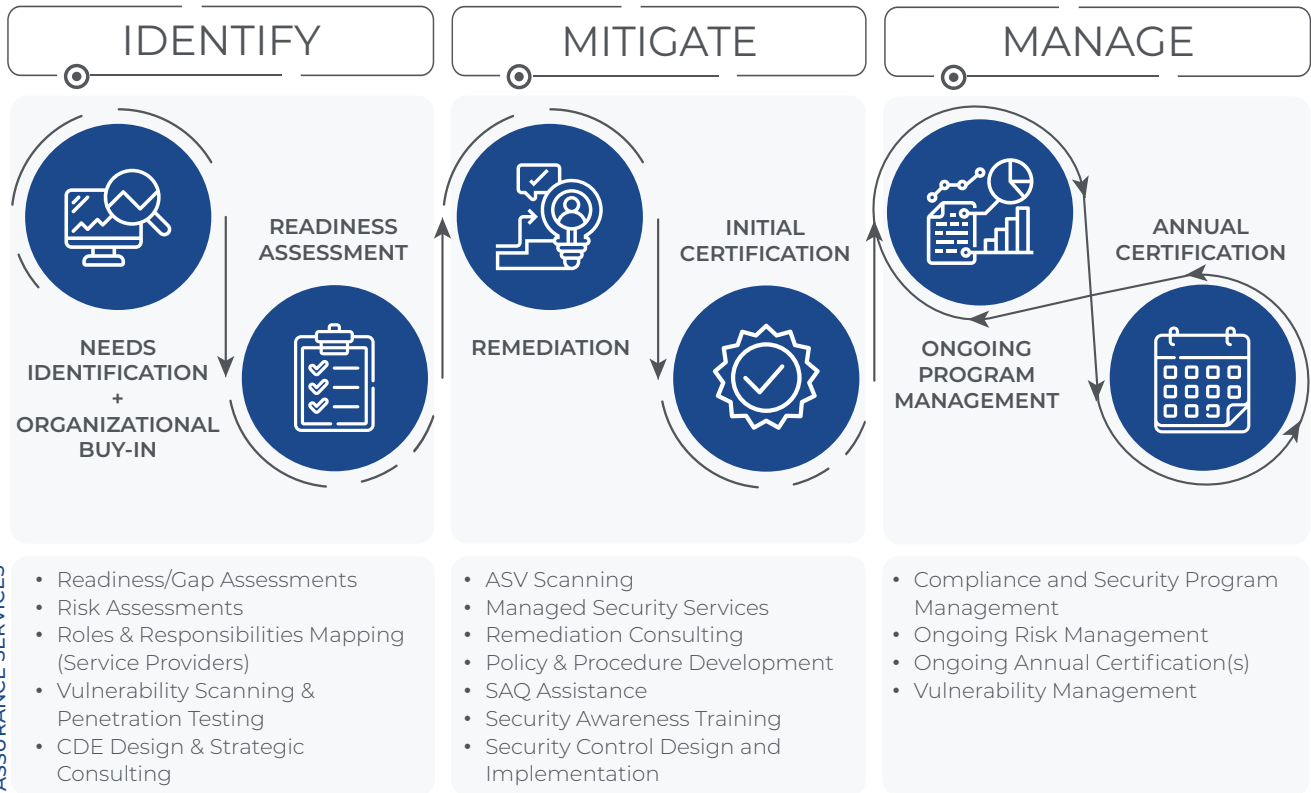 IDENTIFY
NEEDS
IDENTIFICATION
+
ORGANIZATIONAL
BUY-IN
READINESS
ASSESSMENT
MITIGATE
REMEDIATION
INITIAL
CERTIFICATION
MANAGE
ONGOING
PROGRAM
MANAGEMENT
ANNUAL
CERTIFICATION
ASSURANCE SERVICES
• Readiness/Gap Assessments
• Risk Assessments
• Roles & Responsibilities Mapping
(Service Providers)
• Vulnerability Scanning &
Penetration Testing
• CDE Design & Strategic
Consulting
• ASV Scanning
• Managed Security Services
• Remediation Consulting
• Policy & Procedure Development
• SAQ Assistance
• Security Awareness Training
• Security Control Design and
Implementation
• Compliance and Security Program
Management
• Ongoing Risk Management
• Ongoing Annual Certification(s)
• Vulnerability Management